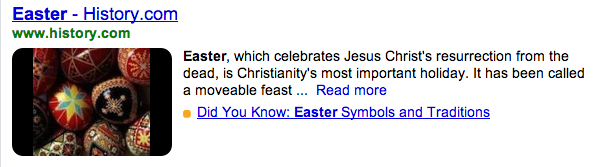 Easter - History.com
www.history.com
Easter, which celebrates Jesus Christ's resurrection from the
dead, is Christianity's most important holiday. It has been called
a moveable feast ... Read more
Did You Know: Easter Symbols and Traditions